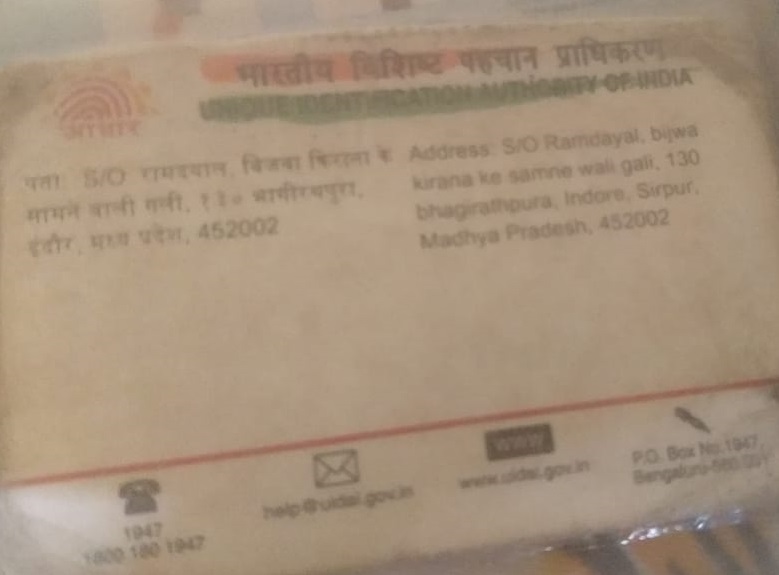 भारतीय विशिष्ट पहचान प्राधिकरण
UNIQUE IDENTIFICATION AUTHORITY OF INDIA
आधार
पता: S/O रामदयाल, बिजवा किराना के
सामने वाली गली, १३० भागीरथपुरा,
इंदौर, मध्य प्रदेश, 452002
Address: S/O Ramdayal, bijwa
kirana ke samne wali gali, 130
bhagirathpura, Indore, Sirpur,
Madhya Pradesh, 452002
1947
1800 180 1947
help@uidai.gov.in
WWW
www.uidai.gov.in
P.O. Box No.1947,
Bengaluru-560 001